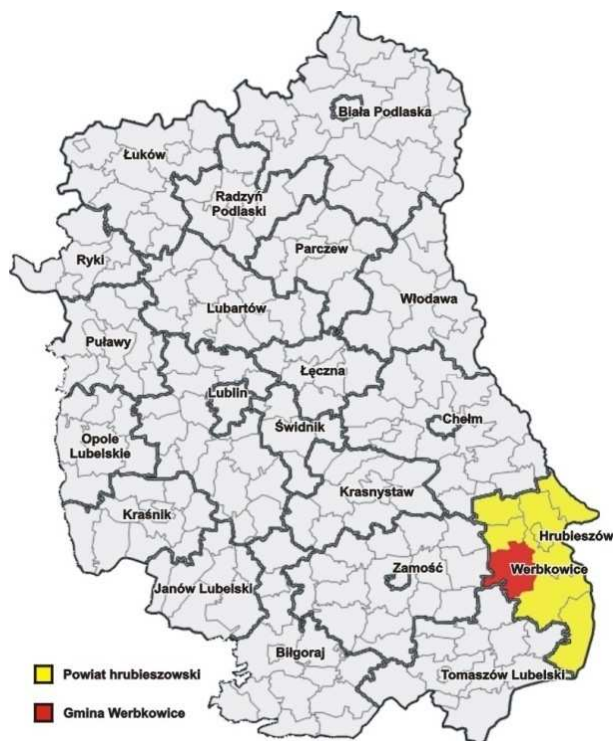 Biała Podlaska
Łuków
Radzyń
Podlaski
Parczew
Ryki
Włodawa
Lubartów
Puławy
Łęczna
Lublin
Chełm
Świdnik
Opole
Lubelskie
Krasnystaw
Kraśnik
Hrubieszów
Zamość
Werbkowice
Janów Lubelski
Biłgoraj
Tomaszów Lubelski
Powiat hrubieszowski
Gmina Werbkowice